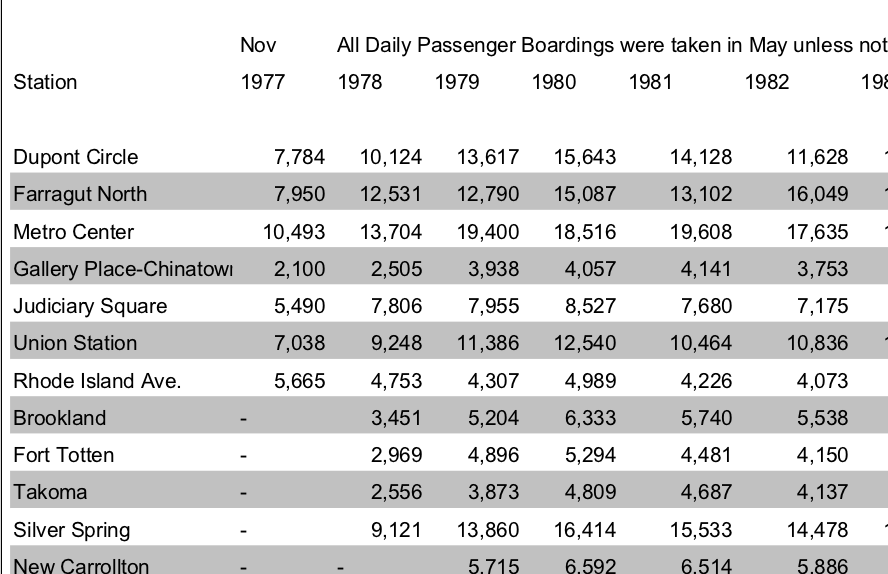 Nov All Daily Passenger Boardings were taken in May unless not
Station 1977 1978 1979 1980 1981 1982 198
Dupont Circle 7,784 10,124 13,617 15,643 14,128 11,628 1
Farragut North 7,950 12,531 12,790 15,087 13,102 16,049 1
Metro Center 10,493 13,704 19,400 18,516 19,608 17,635 1
Gallery Place-Chinatown 2,100 2,505 3,938 4,057 4,141 3,753
Judiciary Square 5,490 7,806 7,955 8,527 7,680 7,175
Union Station 7,038 9,248 11,386 12,540 10,464 10,836 1
Rhode Island Ave. 5,665 4,753 4,307 4,989 4,226 4,073
Brookland - 3,451 5,204 6,333 5,740 5,538
Fort Totten - 2,969 4,896 5,294 4,481 4,150
Takoma - 2,556 3,873 4,809 4,687 4,137
Silver Spring - 9,121 13,860 16,414 15,533 14,478 1
New Carrollton - - 5,715 6,592 6,514 5,886